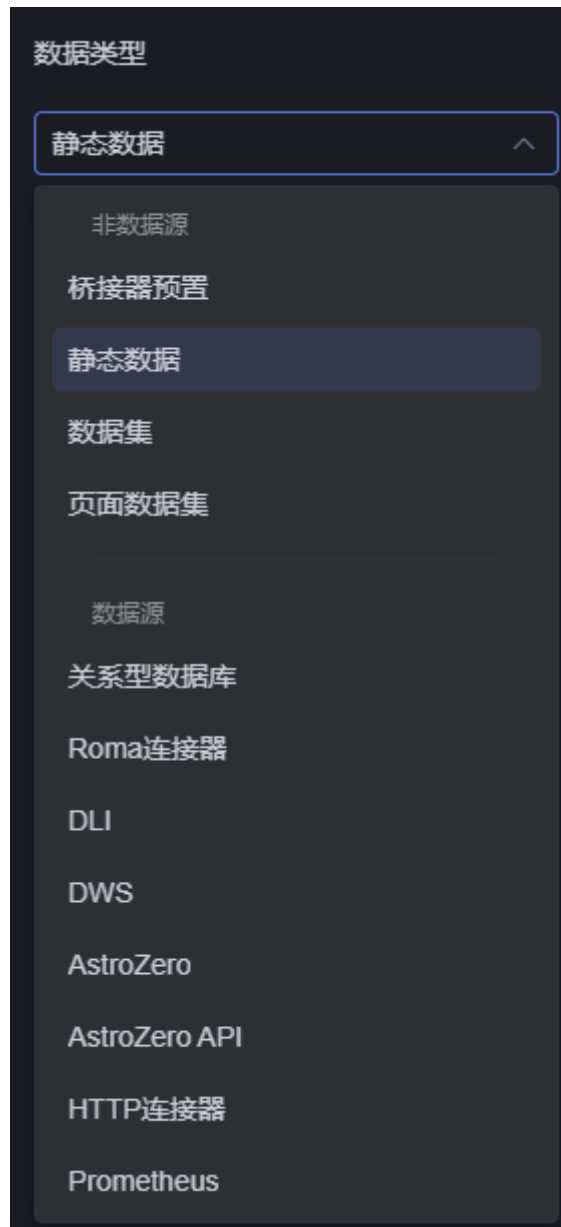 数据类型
静态数据
非数据源
桥接器预置
静态数据
数据集
页面数据集
数据源
关系型数据库
Roma连接器
DLI
DWS
AstroZero
AstroZero API
HTTP连接器
Prometheus